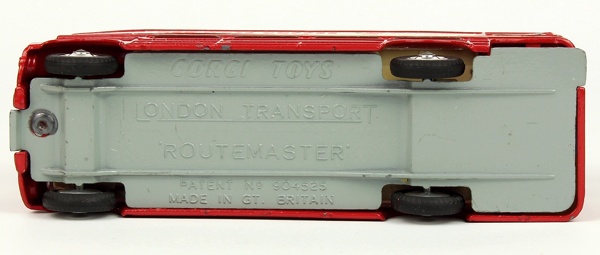 CORGI TOYS
LONDON TRANSPORT
'ROUTEMASTER'
PATENT Nº 904525
MADE IN GT. BRITAIN